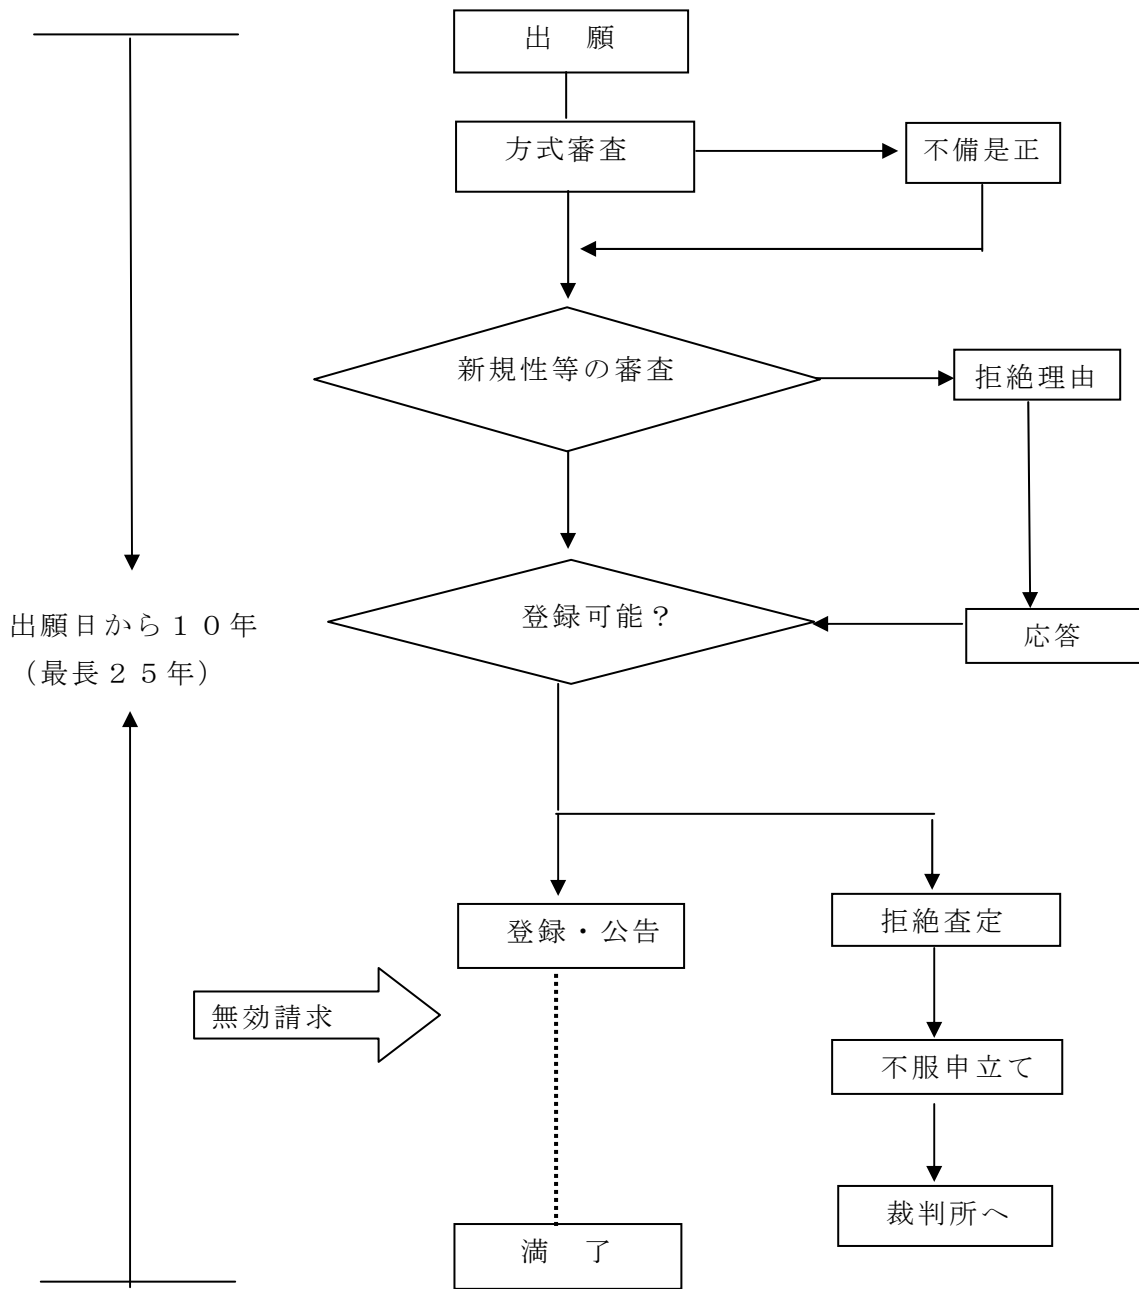 出　願
方式審査
不備是正
新規性等の審査
拒絶理由
登録可能？
応答
出願日から１０年
（最長２５年）
登録・公告
拒絶査定
無効請求
不服申立て
裁判所へ
満　了